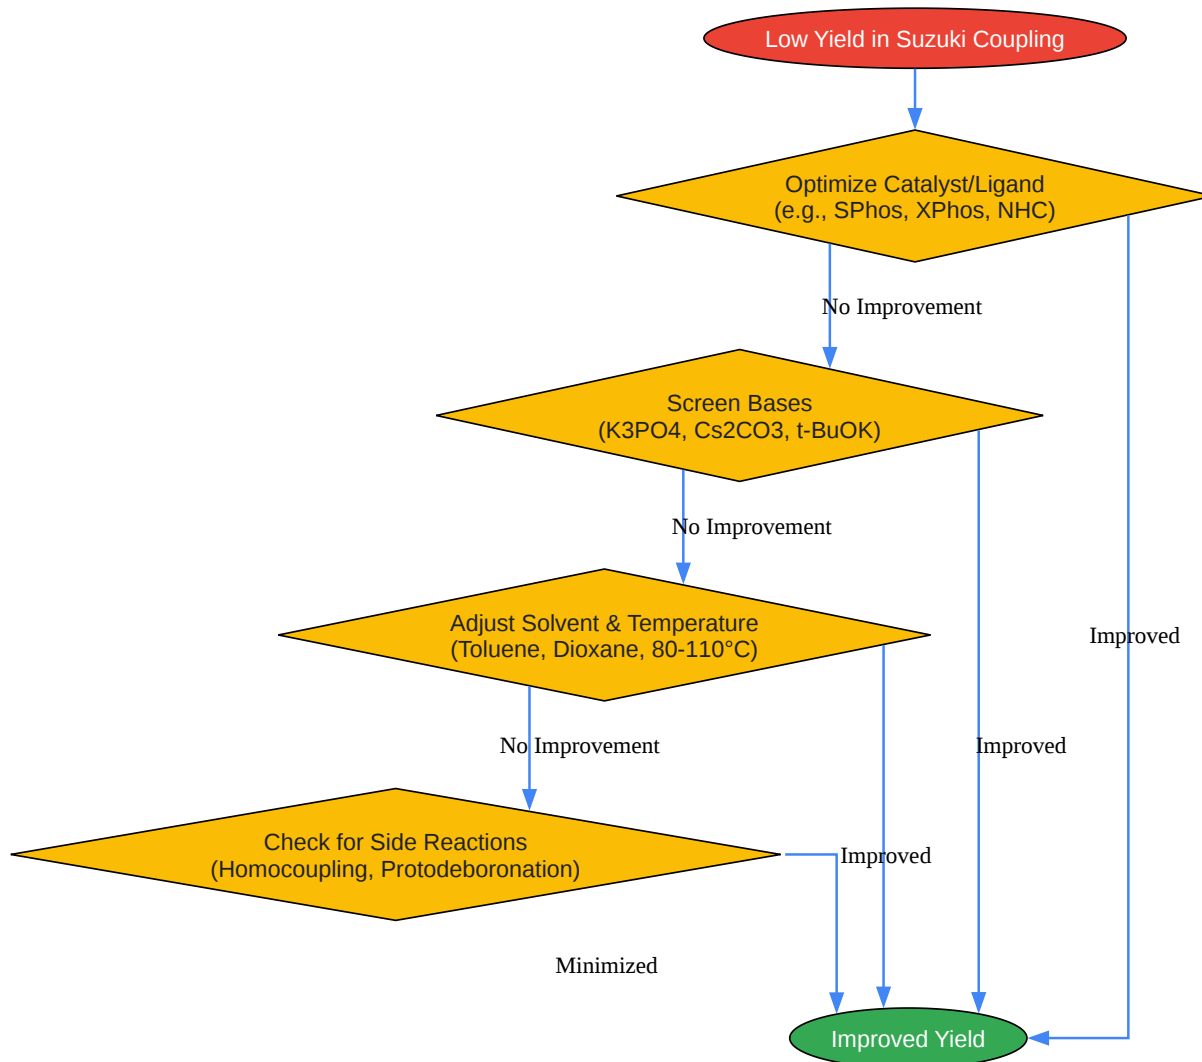 Low Yield in Suzuki Coupling
Optimize Catalyst/Ligand
(e.g., SPhos, XPhos, NHC)
No Improvement
Screen Bases
(K3PO4, Cs2CO3, t-BuOK)
No Improvement
Adjust Solvent & Temperature
(Toluene, Dioxane, 80-110°C)
Improved
No Improvement
Improved
Check for Side Reactions
(Homocoupling, Protodeboronation)
Improved
Minimized
Improved Yield